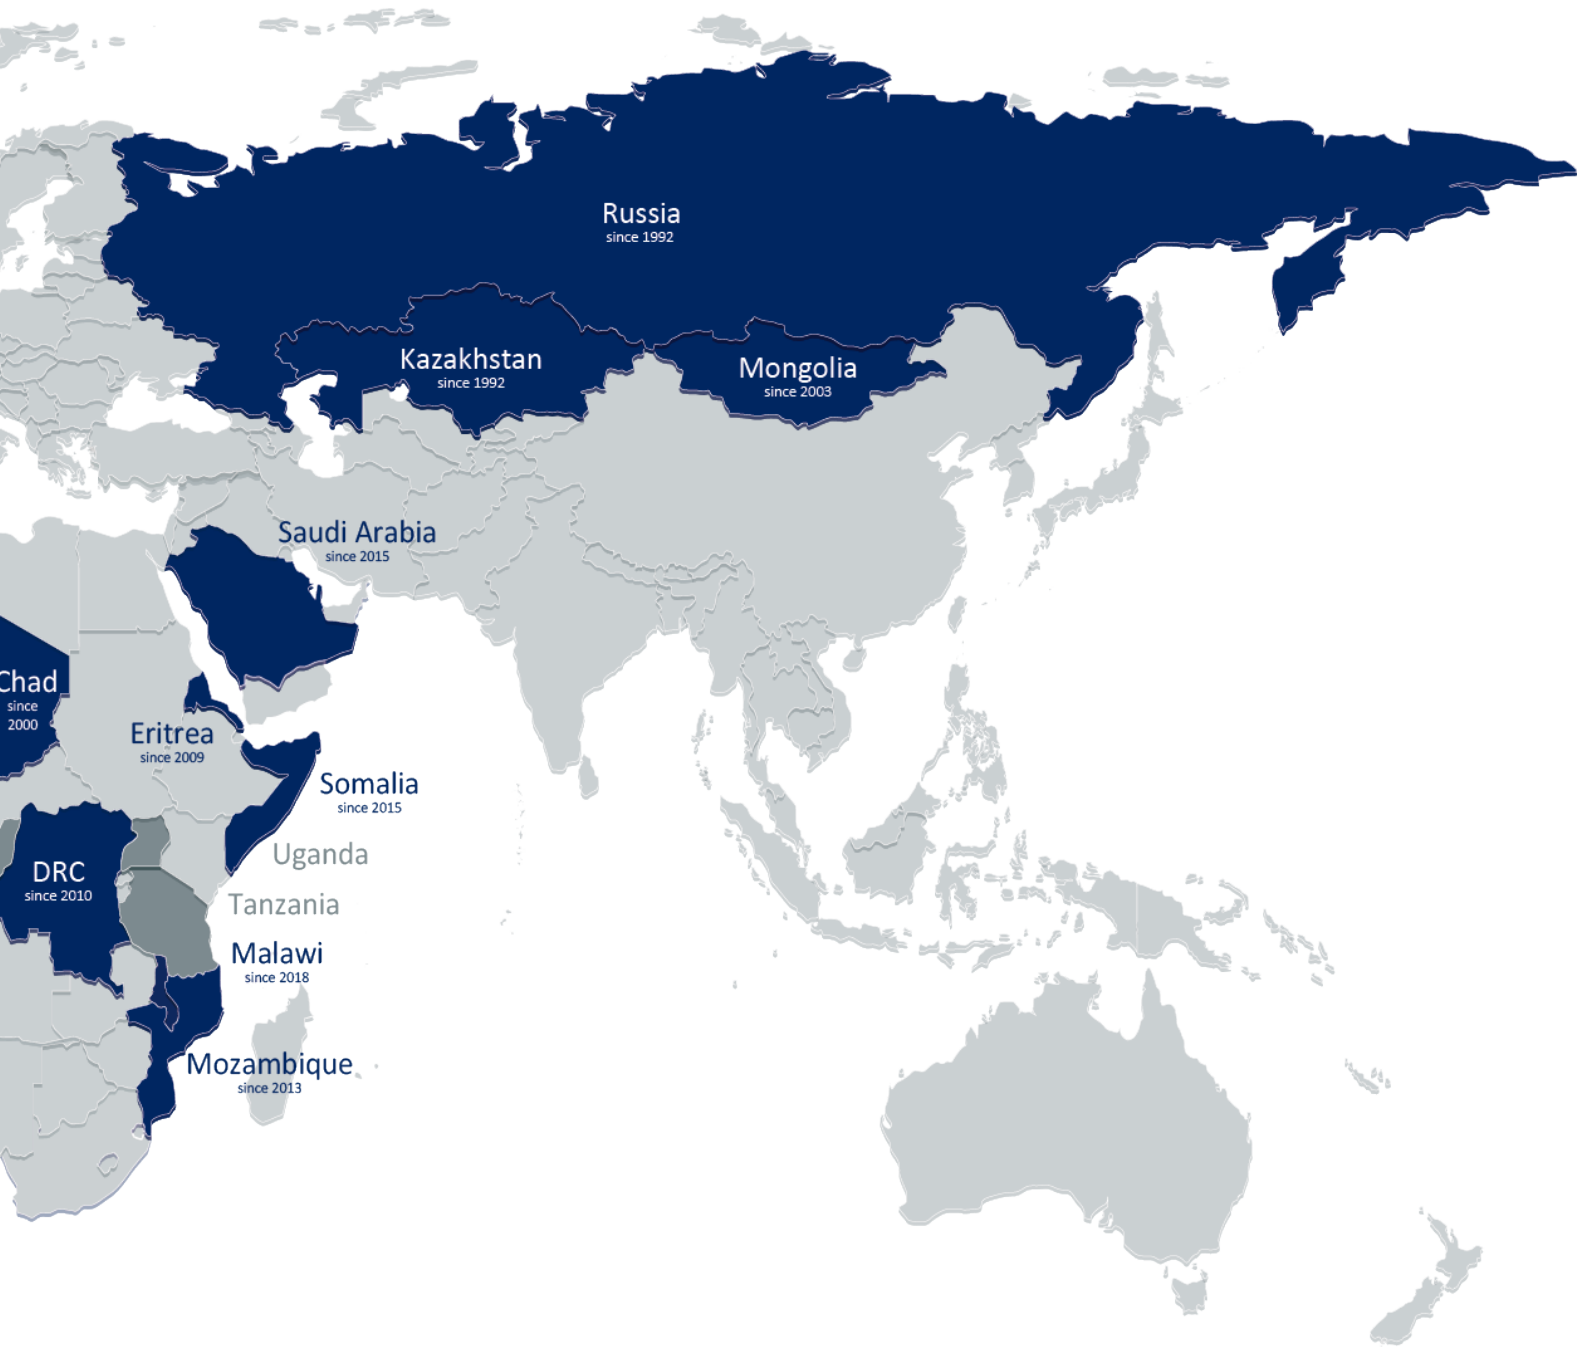 Russia
since 1992
Kazakhstan
since 1992
Mongolia
since 2003
Saudi Arabia
since 2015
Chad
since
2000
Eritrea
since 2009
Somalia
since 2015
Uganda
DRC
since 2010
Tanzania
Malawi
since 2018
Mozambique
since 2013